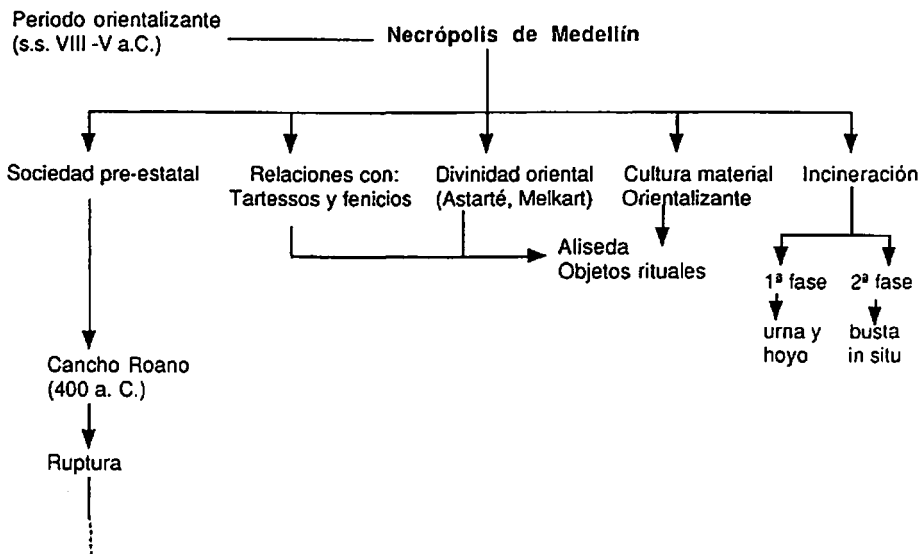 Periodo orientalizante
(s.s. VIII -V a.C.)
Necrópolis de Medellín
Sociedad pre-estatal
Relaciones con:
Tartessos y fenicios
Divinidad oriental
(Astarté, Melkart)
Cultura material
Orientalizante
Incineración
Aliseda
Objetos rituales
1ª fase
2ª fase
urna y
hoyo
busta
in situ
Cancho Roano
(400 a. C.)
Ruptura